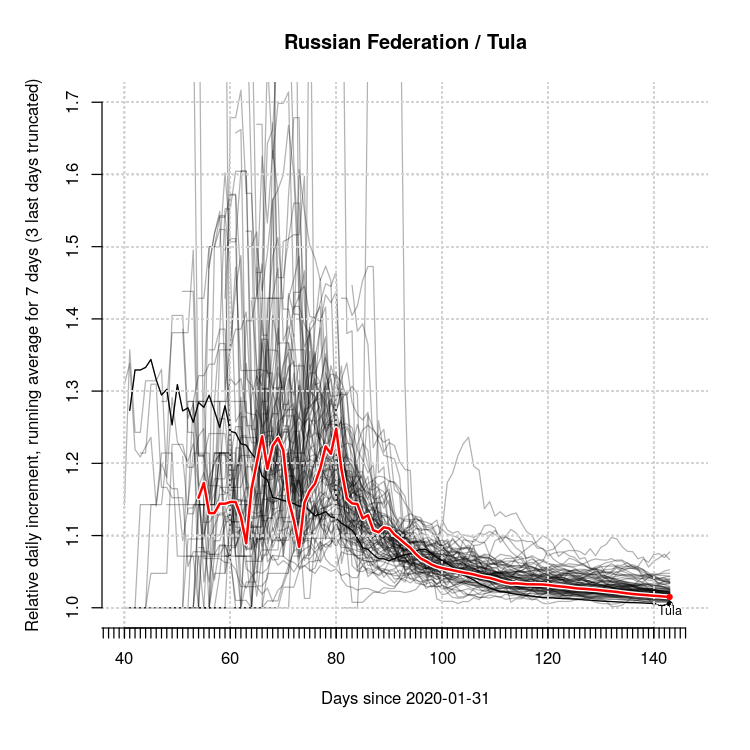 Russian Federation / Tula
Relative daily increment, running average for 7 days (3 last days truncated)
1.7
1.6
1.5
1.4
1.3
1.2
1.1
1.0
Tula
40 60 80 100 120 140
Days since 2020-01-31